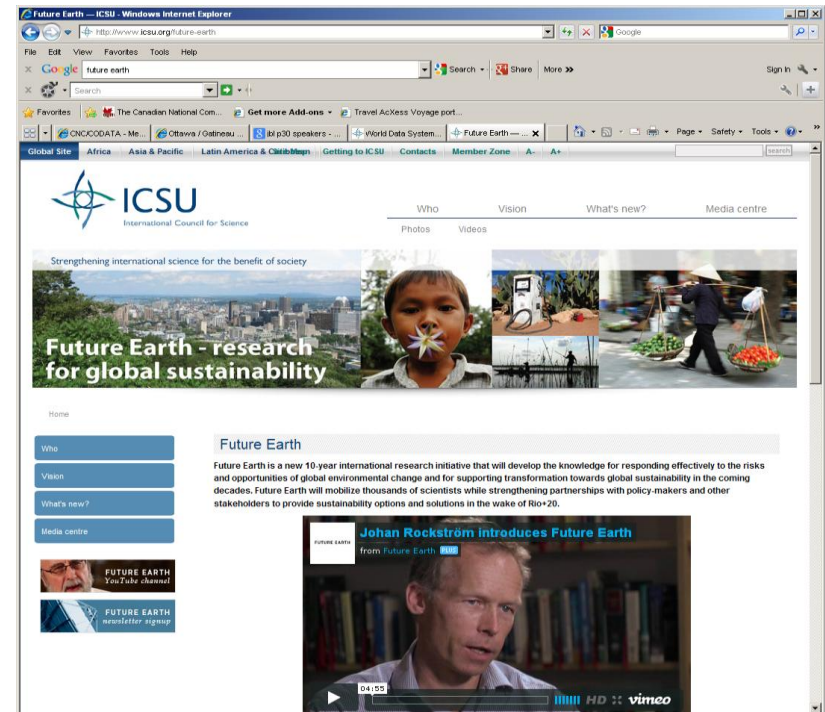 Future Earth — ICSU - Windows Internet Explorer
http://www.icsu.org/future-earth
Google
File Edit View Favorites Tools Help
Google future earth Search Share More » Sign In
Search
Favorites The Canadian National Com... Get more Add-ons Travel AcXess Voyage port...
CNC/CODATA - Me... Ottawa / Gatineau ... ibl p30 speakers - ... World Data System... Future Earth — ... Page Safety Tools
Global Site Africa Asia & Pacific Latin America & Getting to ICSU Contacts Member Zone A- A+ search
ICSU
International Council for Science
Who Vision What's new? Media centre
Photos Videos
Strengthening international science for the benefit of society
Future Earth - research
for global sustainability
Home
Who
Vision
What's new?
Media centre
FUTURE EARTH
YouTube channel
FUTURE EARTH
newsletter signup
Future Earth
Future Earth is a new 10-year international research initiative that will develop the knowledge for responding effectively to the risks
and opportunities of global environmental change and for supporting transformation towards global sustainability in the coming
decades. Future Earth will mobilize thousands of scientists while strengthening partnerships with policy-makers and other
stakeholders to provide sustainability options and solutions in the wake of Rio+20.
FUTURE EARTH
Johan Rockström introduces Future Earth
from Future Earth PLUS
04:55
HD vimeo